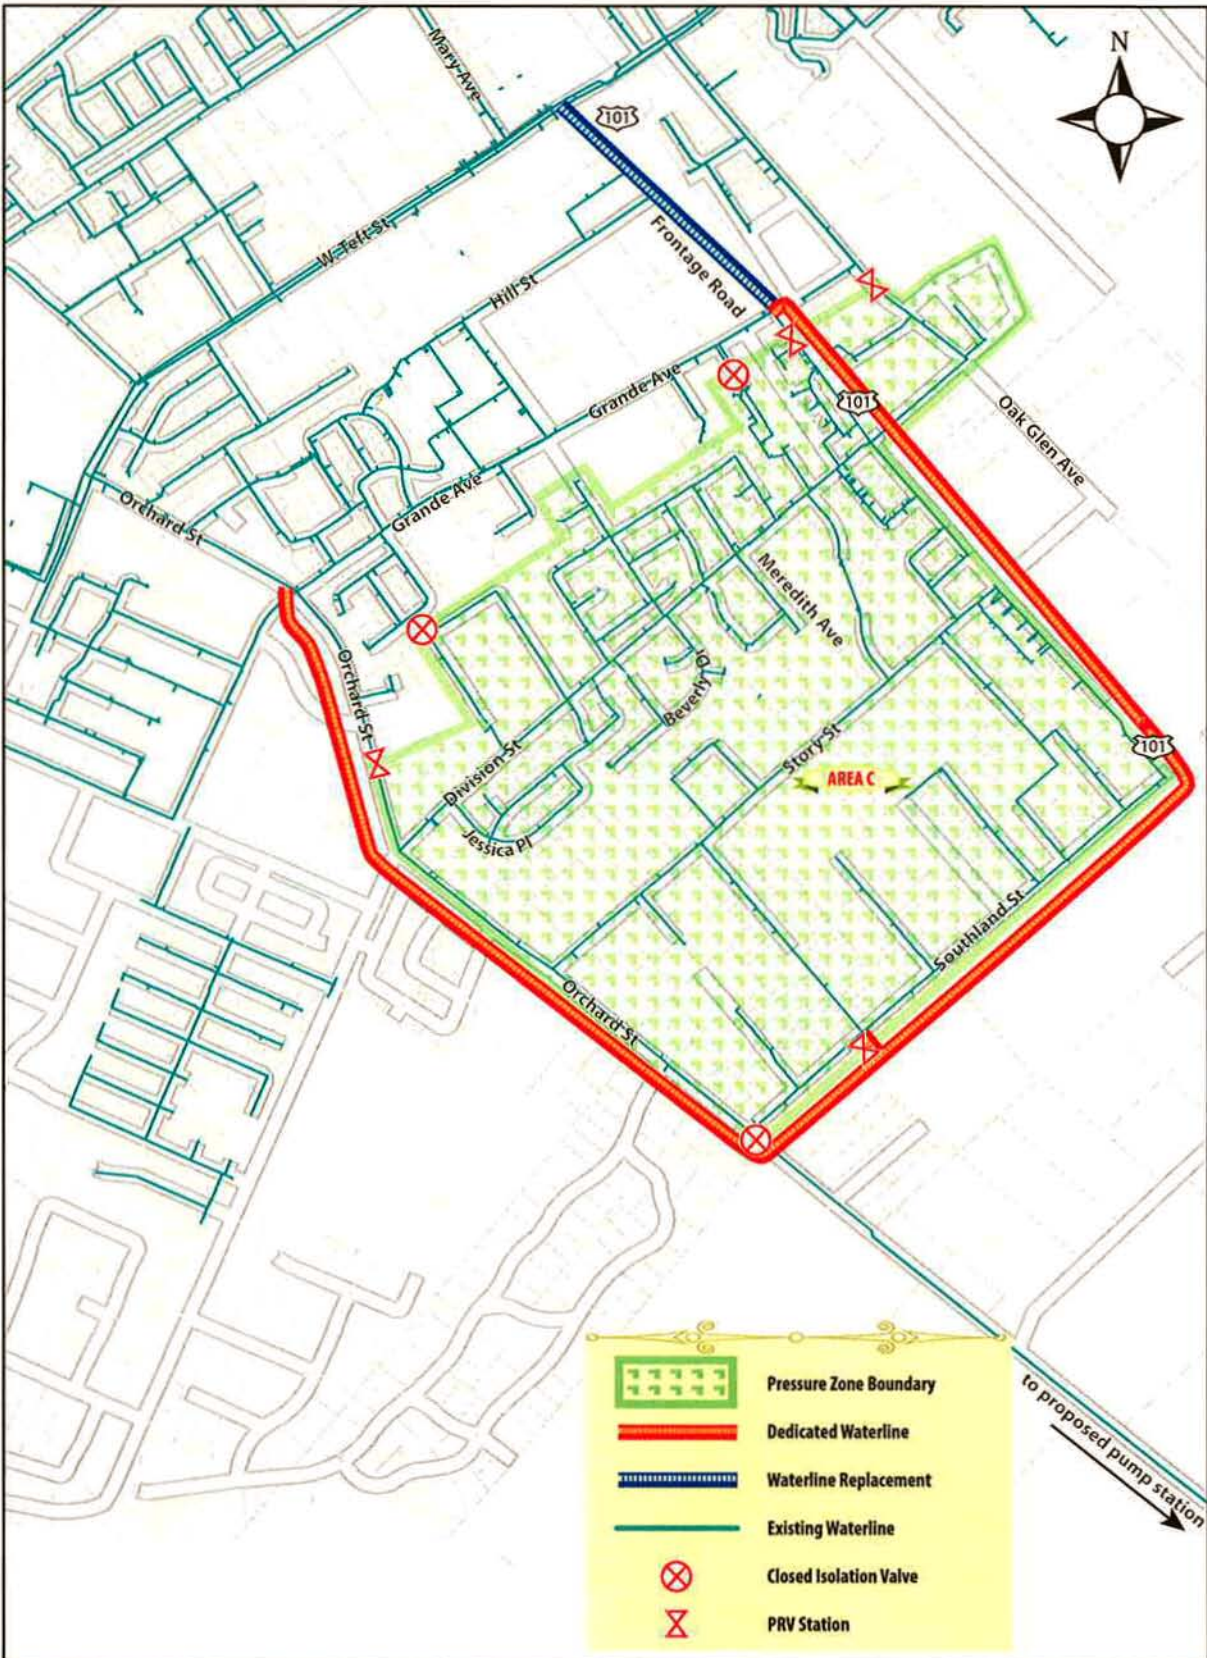 N
Mary Ave
101
W. Teft St
Hill St
Frontage Road
Grande Ave
101
Oak Glen Ave
Grande Ave
Orchard St
Meredith Ave
Orchard St
Beverly Dr
101
Division St
Story St
AREA C
Jessica Pl
Southland St
Orchard St
Pressure Zone Boundary
Dedicated Waterline
Waterline Replacement
Existing Waterline
Closed Isolation Valve
PRV Station
to proposed pump station